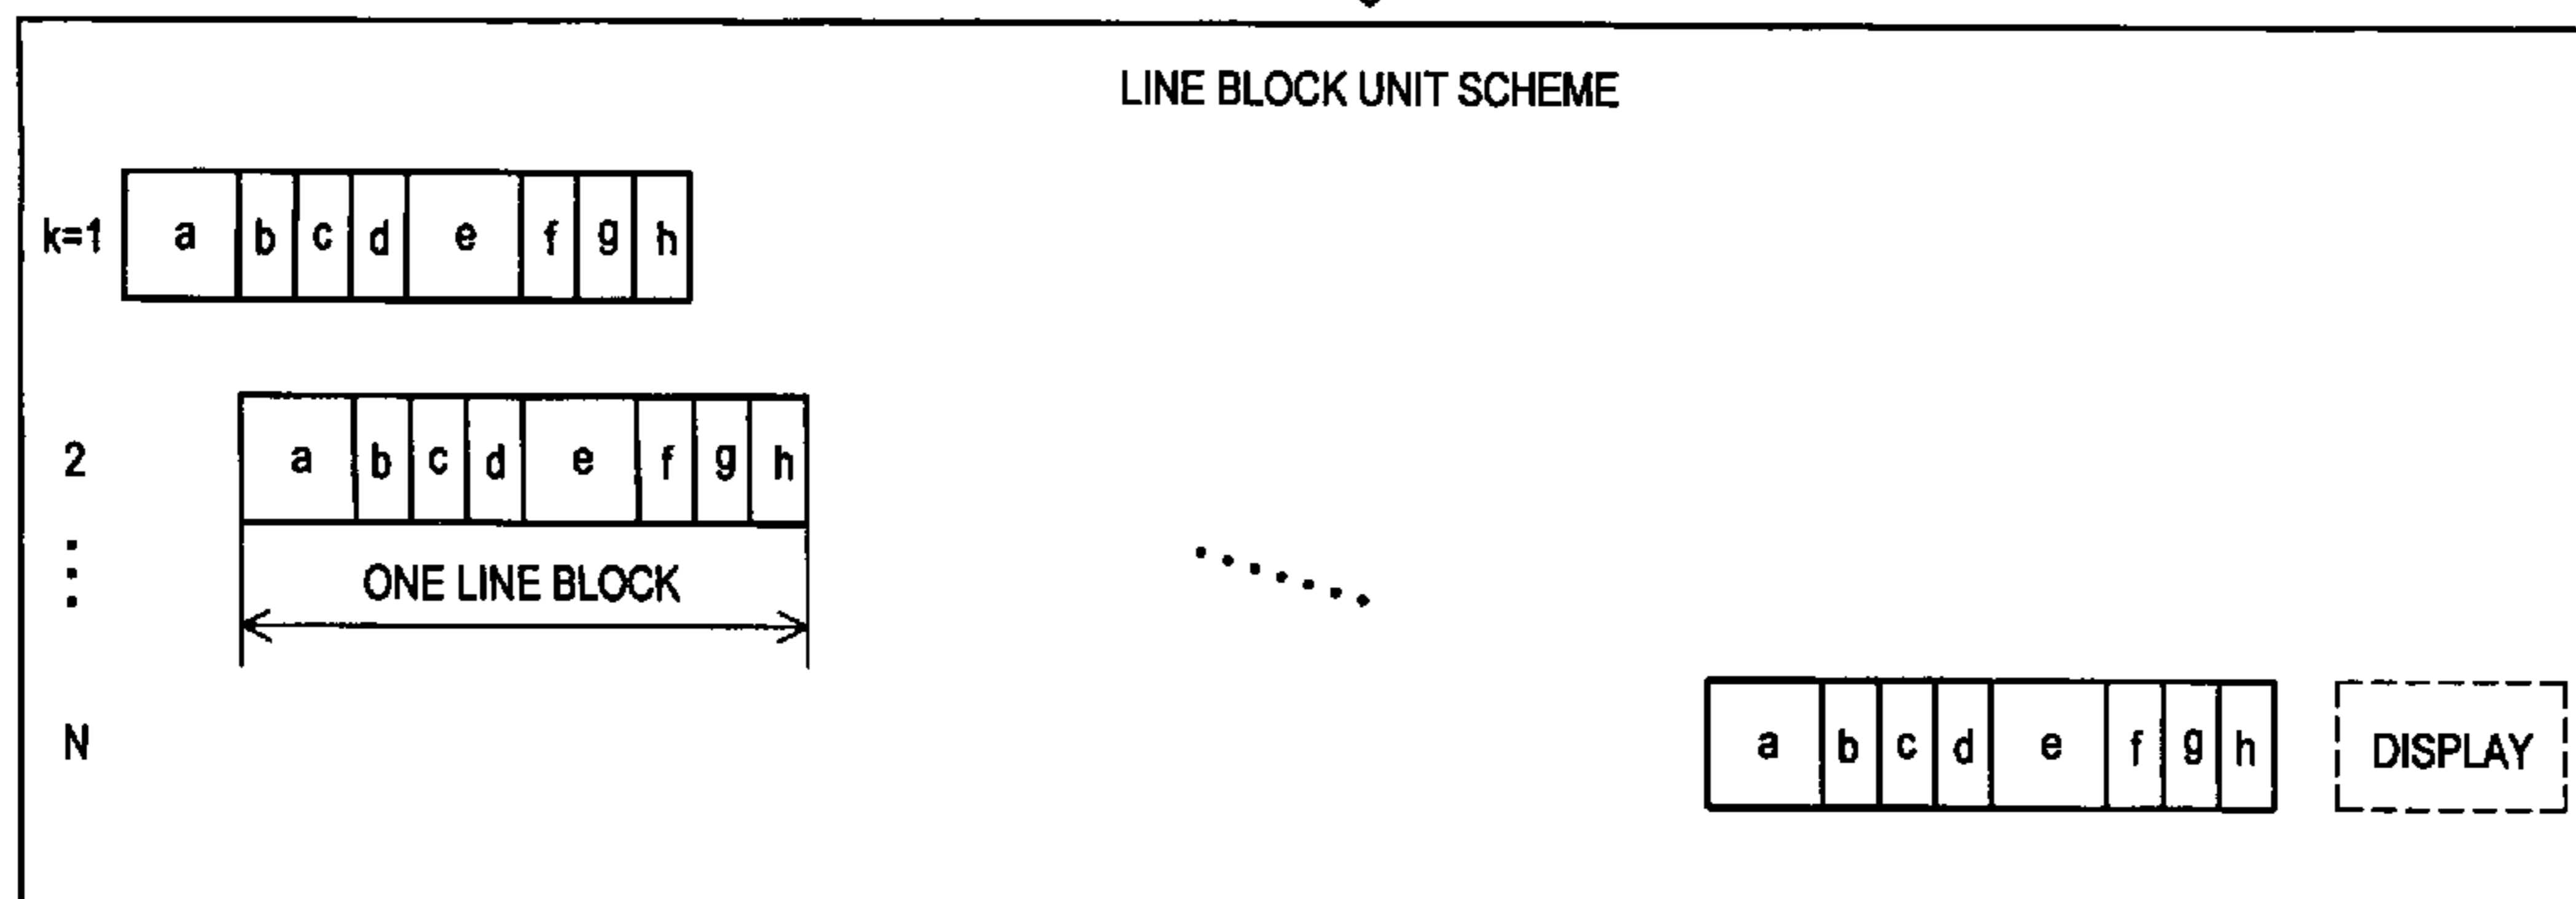 LINE BLOCK UNIT SCHEME
k=1 a b c d e f g h
2 a b c d e f g h
ONE LINE BLOCK
N a b c d e f g h DISPLAY